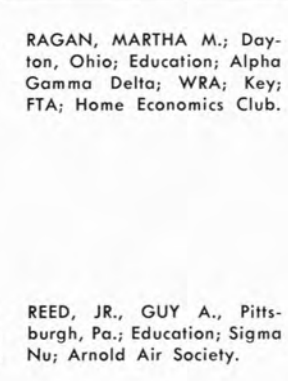 RAGAN, MARTHA M.; Day-
ton, Ohio; Education; Alpha
Gamma Delta; WRA; Key;
FTA; Home Economics Club.
REED, JR., GUY A., Pitts-
burgh, Pa.; Education; Sigma
Nu; Arnold Air Society.